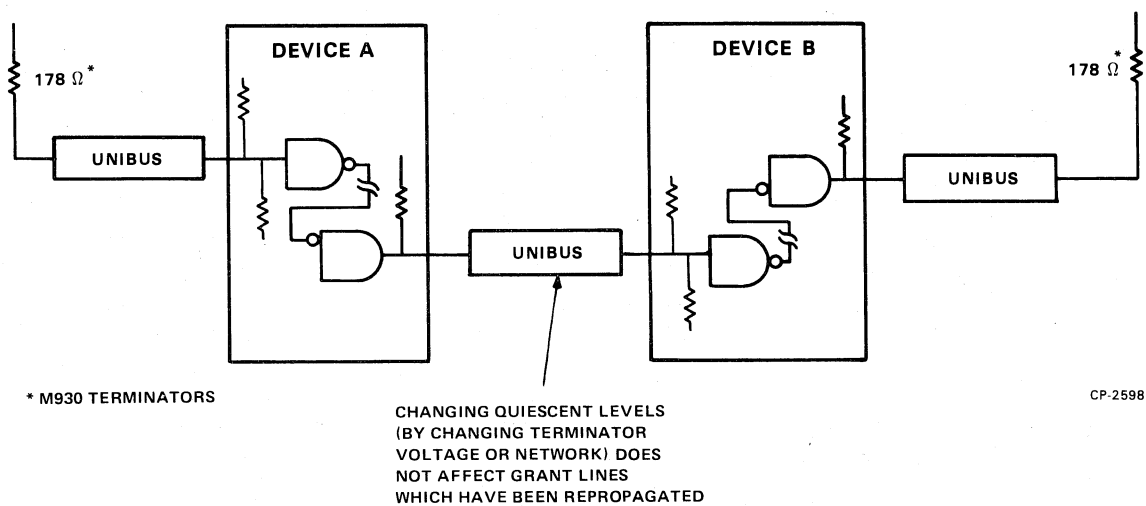 DEVICE A
DEVICE B
178 Ω*
178 Ω*
UNIBUS
UNIBUS
UNIBUS
* M930 TERMINATORS
CP-2598
CHANGING QUIESCENT LEVELS
(BY CHANGING TERMINATOR
VOLTAGE OR NETWORK) DOES
NOT AFFECT GRANT LINES
WHICH HAVE BEEN REPROPAGATED